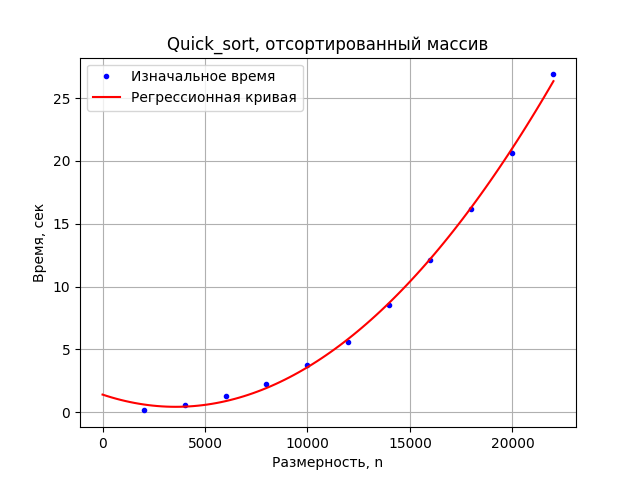 Quick_sort, отсортированный массив
Изначальное время
Регрессионная кривая
25
20
15
10
5
0
Время, сек
0 5000 10000 15000 20000
Размерность, n